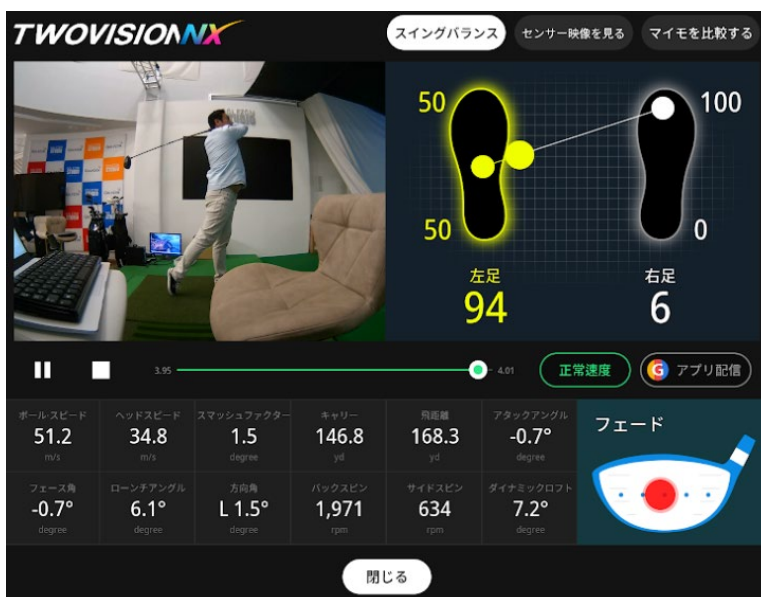 TWOVISIONNX
スイングバランス
センサー映像を見る
マイモを比較する
50
100
50
0
左足
94
右足
6
3.95
4.01
正常速度
G アプリ配信
ボールスピード
51.2
m/s
ヘッドスピード
34.8
m/s
スマッシュファクター
1.5
degree
キャリー
146.8
yd
飛距離
168.3
yd
アタックアングル
-0.7°
degree
フェース角
-0.7°
degree
ローンチアングル
6.1°
degree
方向角
L 1.5°
degree
バックスピン
1,971
rpm
サイドスピン
634
rpm
ダイナミックロフト
7.2°
degree
フェード
閉じる